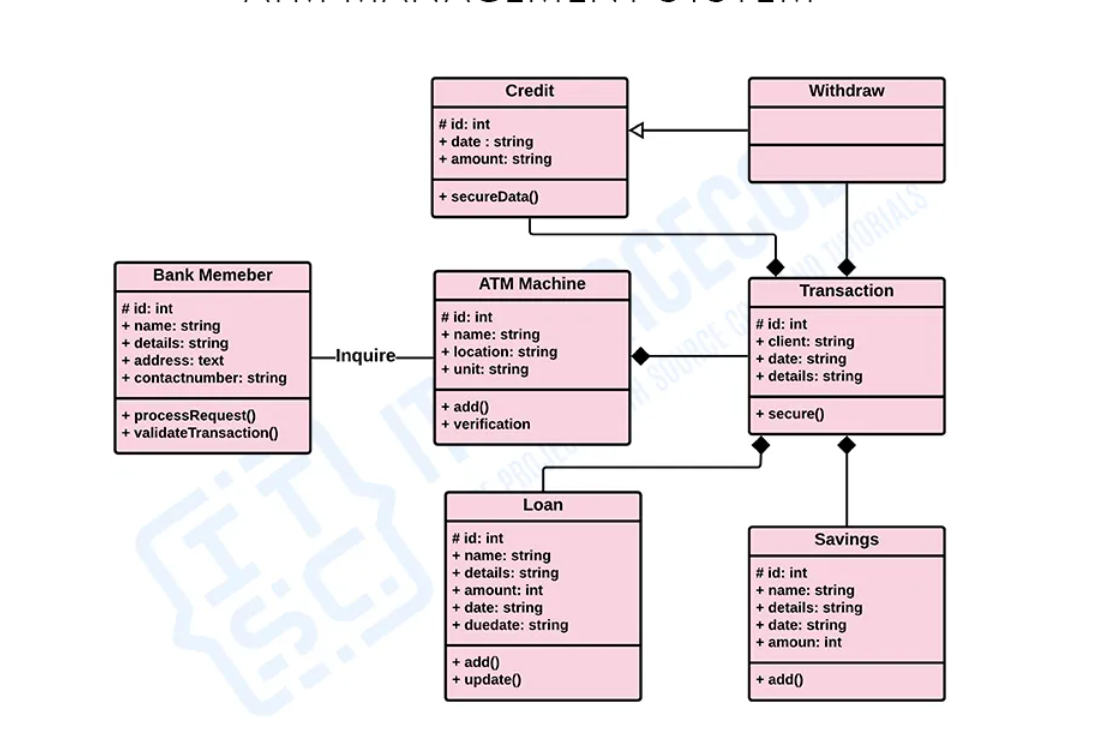 ATM MANAGEMENT SYSTEM
Credit
# id: int
+ date : string
+ amount: string
+ secureData()
Withdraw
Bank Memeber
# id: int
+ name: string
+ details: string
+ address: text
+ contactnumber: string
+ processRequest()
+ validateTransaction()
Inquire
ATM Machine
# id: int
+ name: string
+ location: string
+ unit: string
+ add()
+ verification
Transaction
# id: int
+ client: string
+ date: string
+ details: string
+ secure()
Loan
# id: int
+ name: string
+ details: string
+ amount: int
+ date: string
+ duedate: string
+ add()
+ update()
Savings
# id: int
+ name: string
+ details: string
+ date: string
+ amoun: int
+ add()